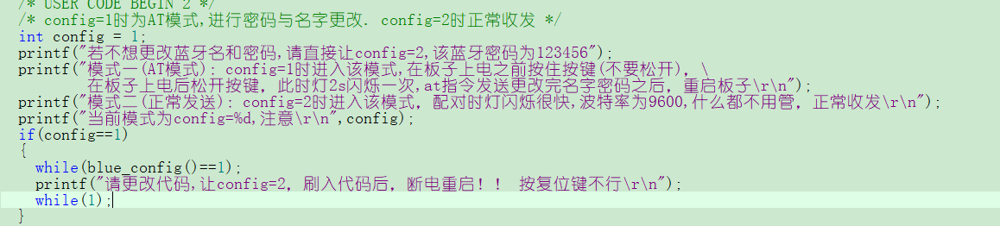 /* USER CODE BEGIN 2 */
/* config=1时为AT模式,进行密码与名字更改. config=2时正常收发 */
int config = 1;
printf("若不想更改蓝牙名和密码,请直接让config=2,该蓝牙密码为123456");
printf("模式一(AT模式): config=1时进入该模式,在板子上电之前按住按键(不要松开), \
在板子上电后松开按键, 此时灯2s闪烁一次,at指令发送更改完名字密码之后, 重启板子\r\n");
printf("模式二(正常发送): config=2时进入该模式, 配对时灯闪烁很快,波特率为9600,什么都不用管, 正常收发\r\n");
printf("当前模式为config=%d,注意\r\n",config);
if(config==1)
{
while(blue_config()==1);
printf("请更改代码,让config=2, 刷入代码后, 断电重启!! 按复位键不行\r\n");
while(1);
}